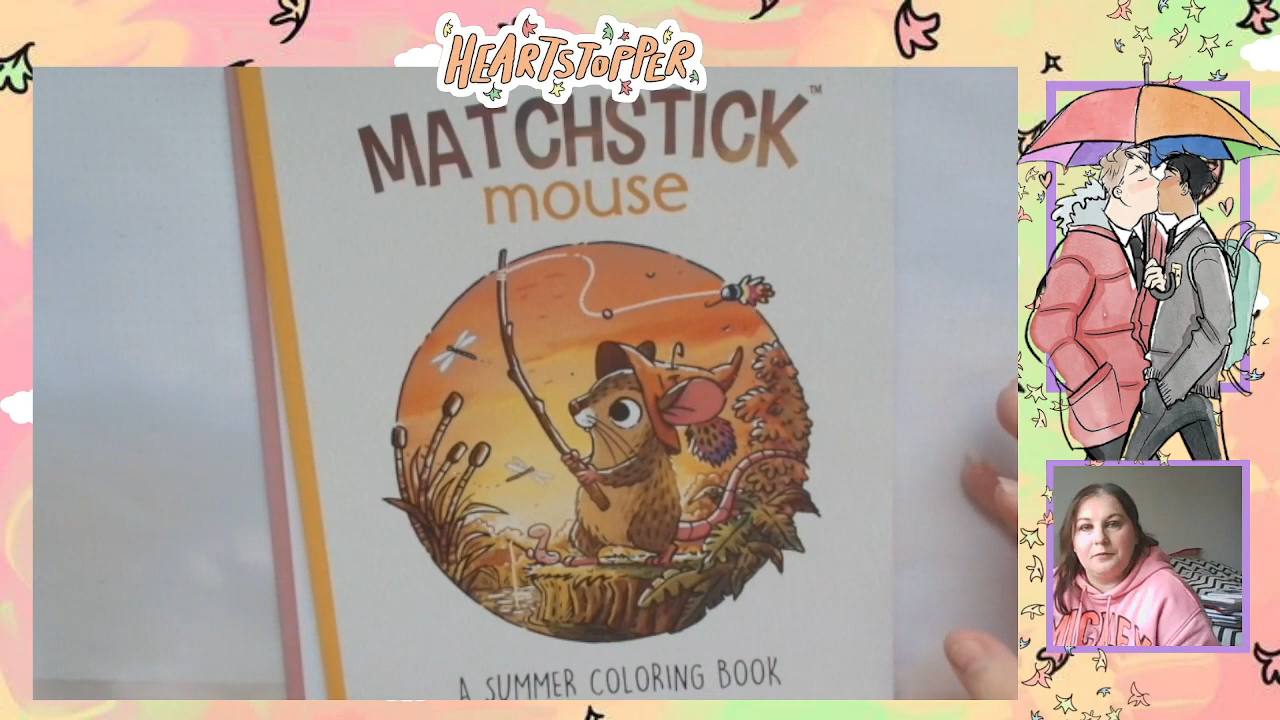 HEARTSTOPPER
MATCHSTICK™
mouse
A SUMMER COLORING BOOK